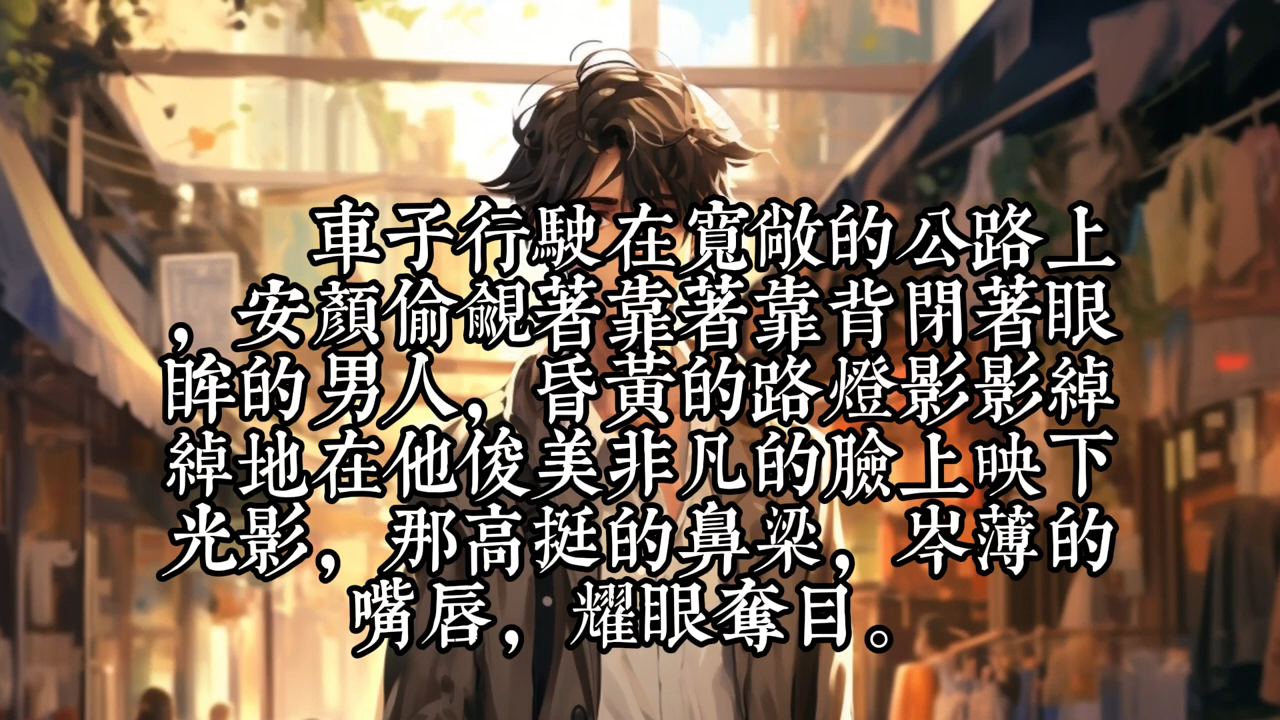 車子行駛在寬敞的公路上
，安顏偷覦著靠著靠背閉著眼
眸的男人，昏黃的路燈影影綽
綽地在他俊美非凡的臉上映下
光影，那高挺的鼻梁，岑薄的
嘴唇，耀眼奪目。